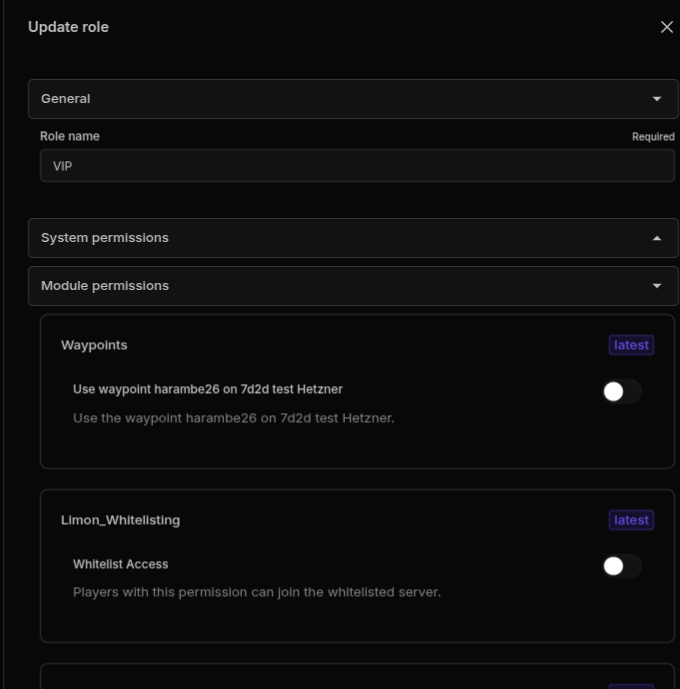 Update role
General
Role name
Required
VIP
System permissions
Module permissions
Waypoints
latest
Use waypoint harambe26 on 7d2d test Hetzner
Use the waypoint harambe26 on 7d2d test Hetzner.
Limon_Whitelisting
latest
Whitelist Access
Players with this permission can join the whitelisted server.